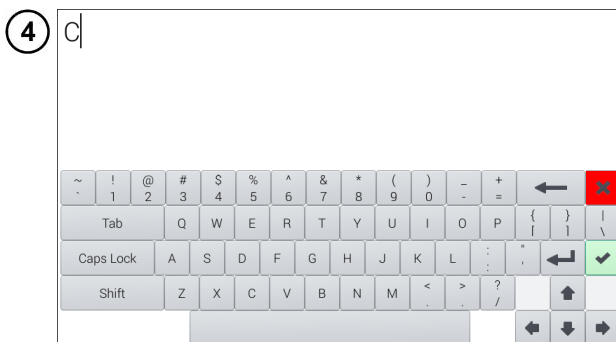 4
C
~ ! @ # $ % ^ & * ( ) _ +
` 1 2 3 4 5 6 7 8 9 0 - =
Tab Q W E R T Y U I O P { } |
[ ] \
Caps Lock A S D F G H J K L : "
: '
Shift Z X C V B N M < > ?
. . /